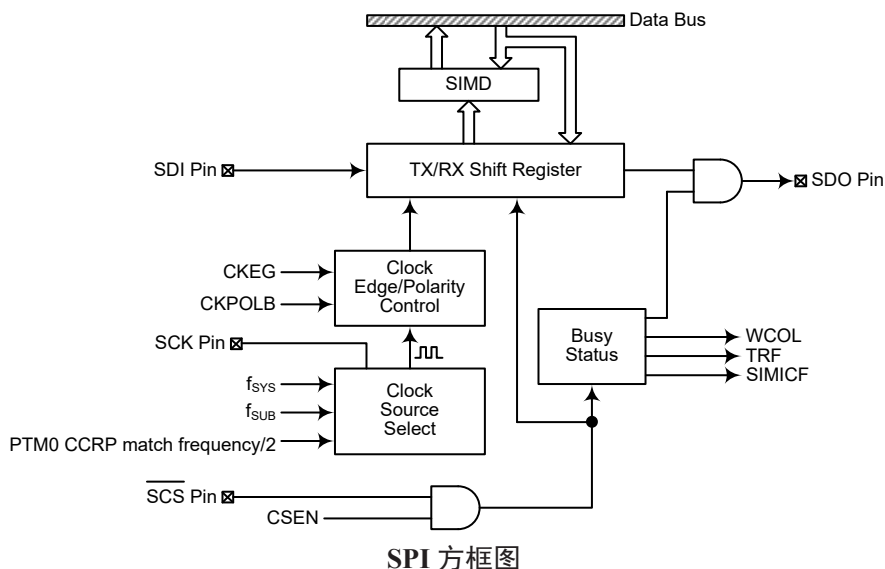 Data Bus
SIMD
SDI Pin
TX/RX Shift Register
SDO Pin
CKEG
CKPOLB
Clock
Edge/Polarity
Control
SCK Pin
Busy
Status
WCOL
TRF
SIMICF
fSYS
fSUB
PTM0 CCRP match frequency/2
Clock
Source
Select
SCS Pin
CSEN
SPI 方框图